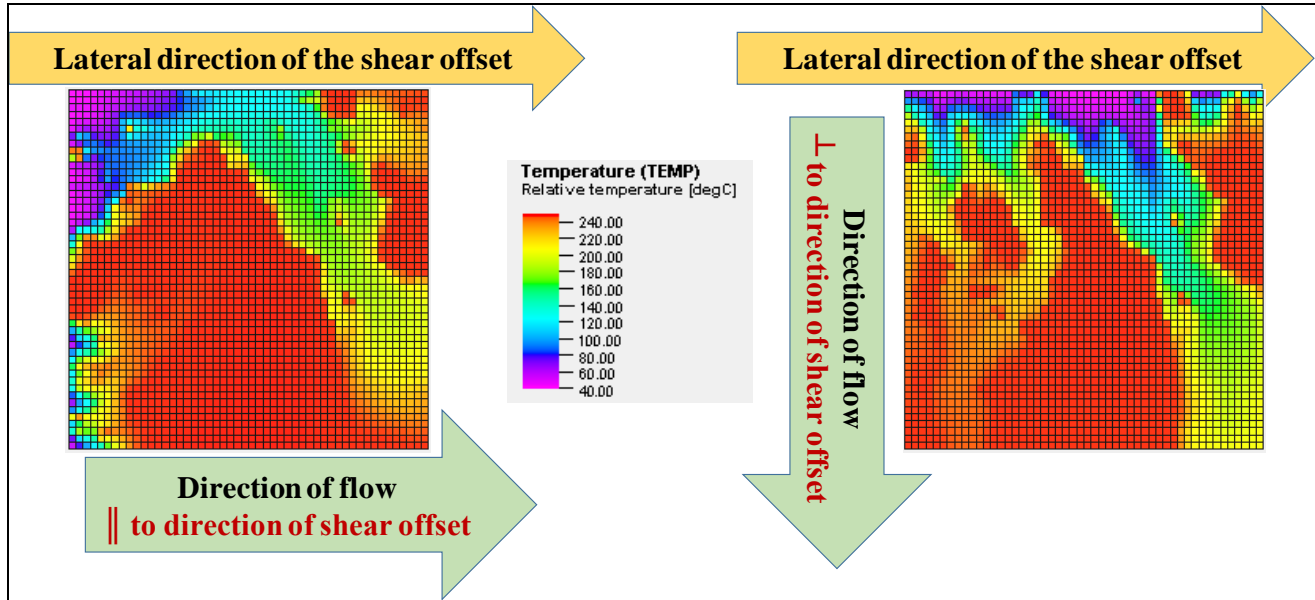 Lateral direction of the shear offset
Lateral direction of the shear offset
Temperature (TEMP)
Relative temperature [degC]
240.00
220.00
200.00
180.00
160.00
140.00
120.00
100.00
80.00
60.00
40.00
Direction of flow
⊥ to direction of shear offset
Direction of flow
∥ to direction of shear offset